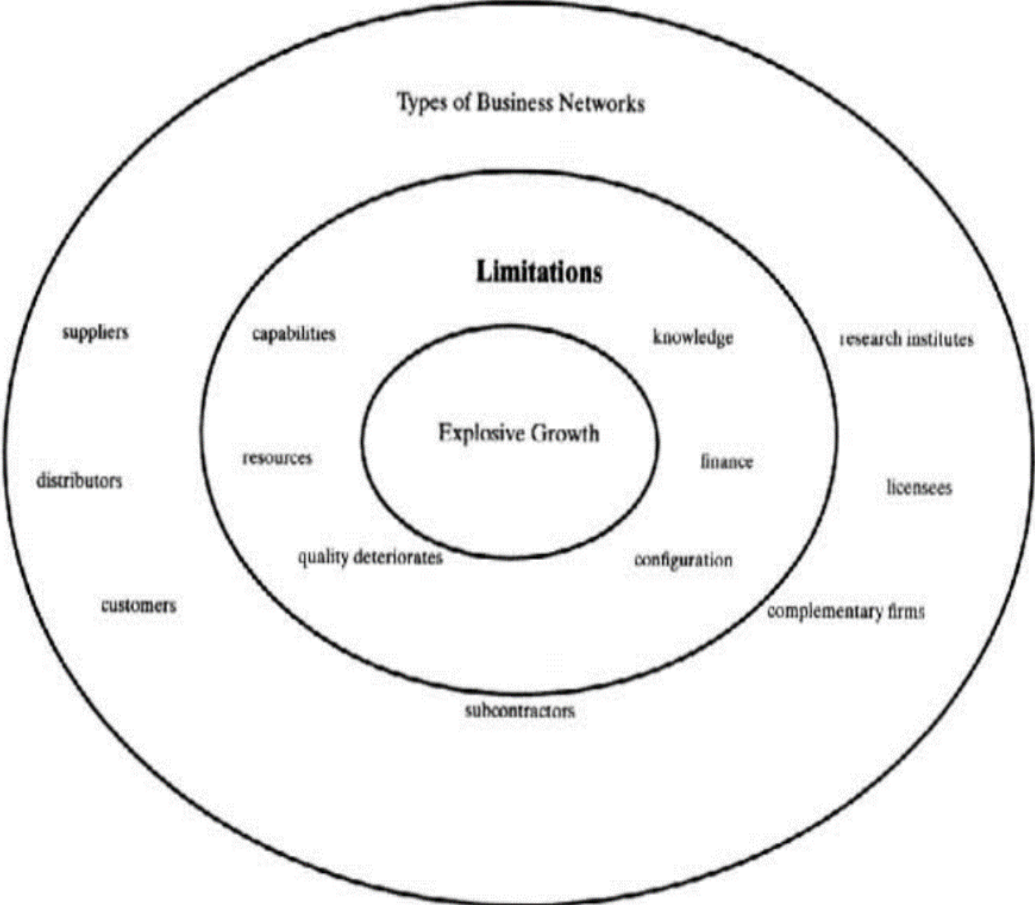 Types of Business Networks
Limitations
suppliers
capabilities
knowledge
research institutes
Explosive Growth
resources
finance
distributors
licensees
quality deteriorates
configuration
customers
complementary firms
subcontractors